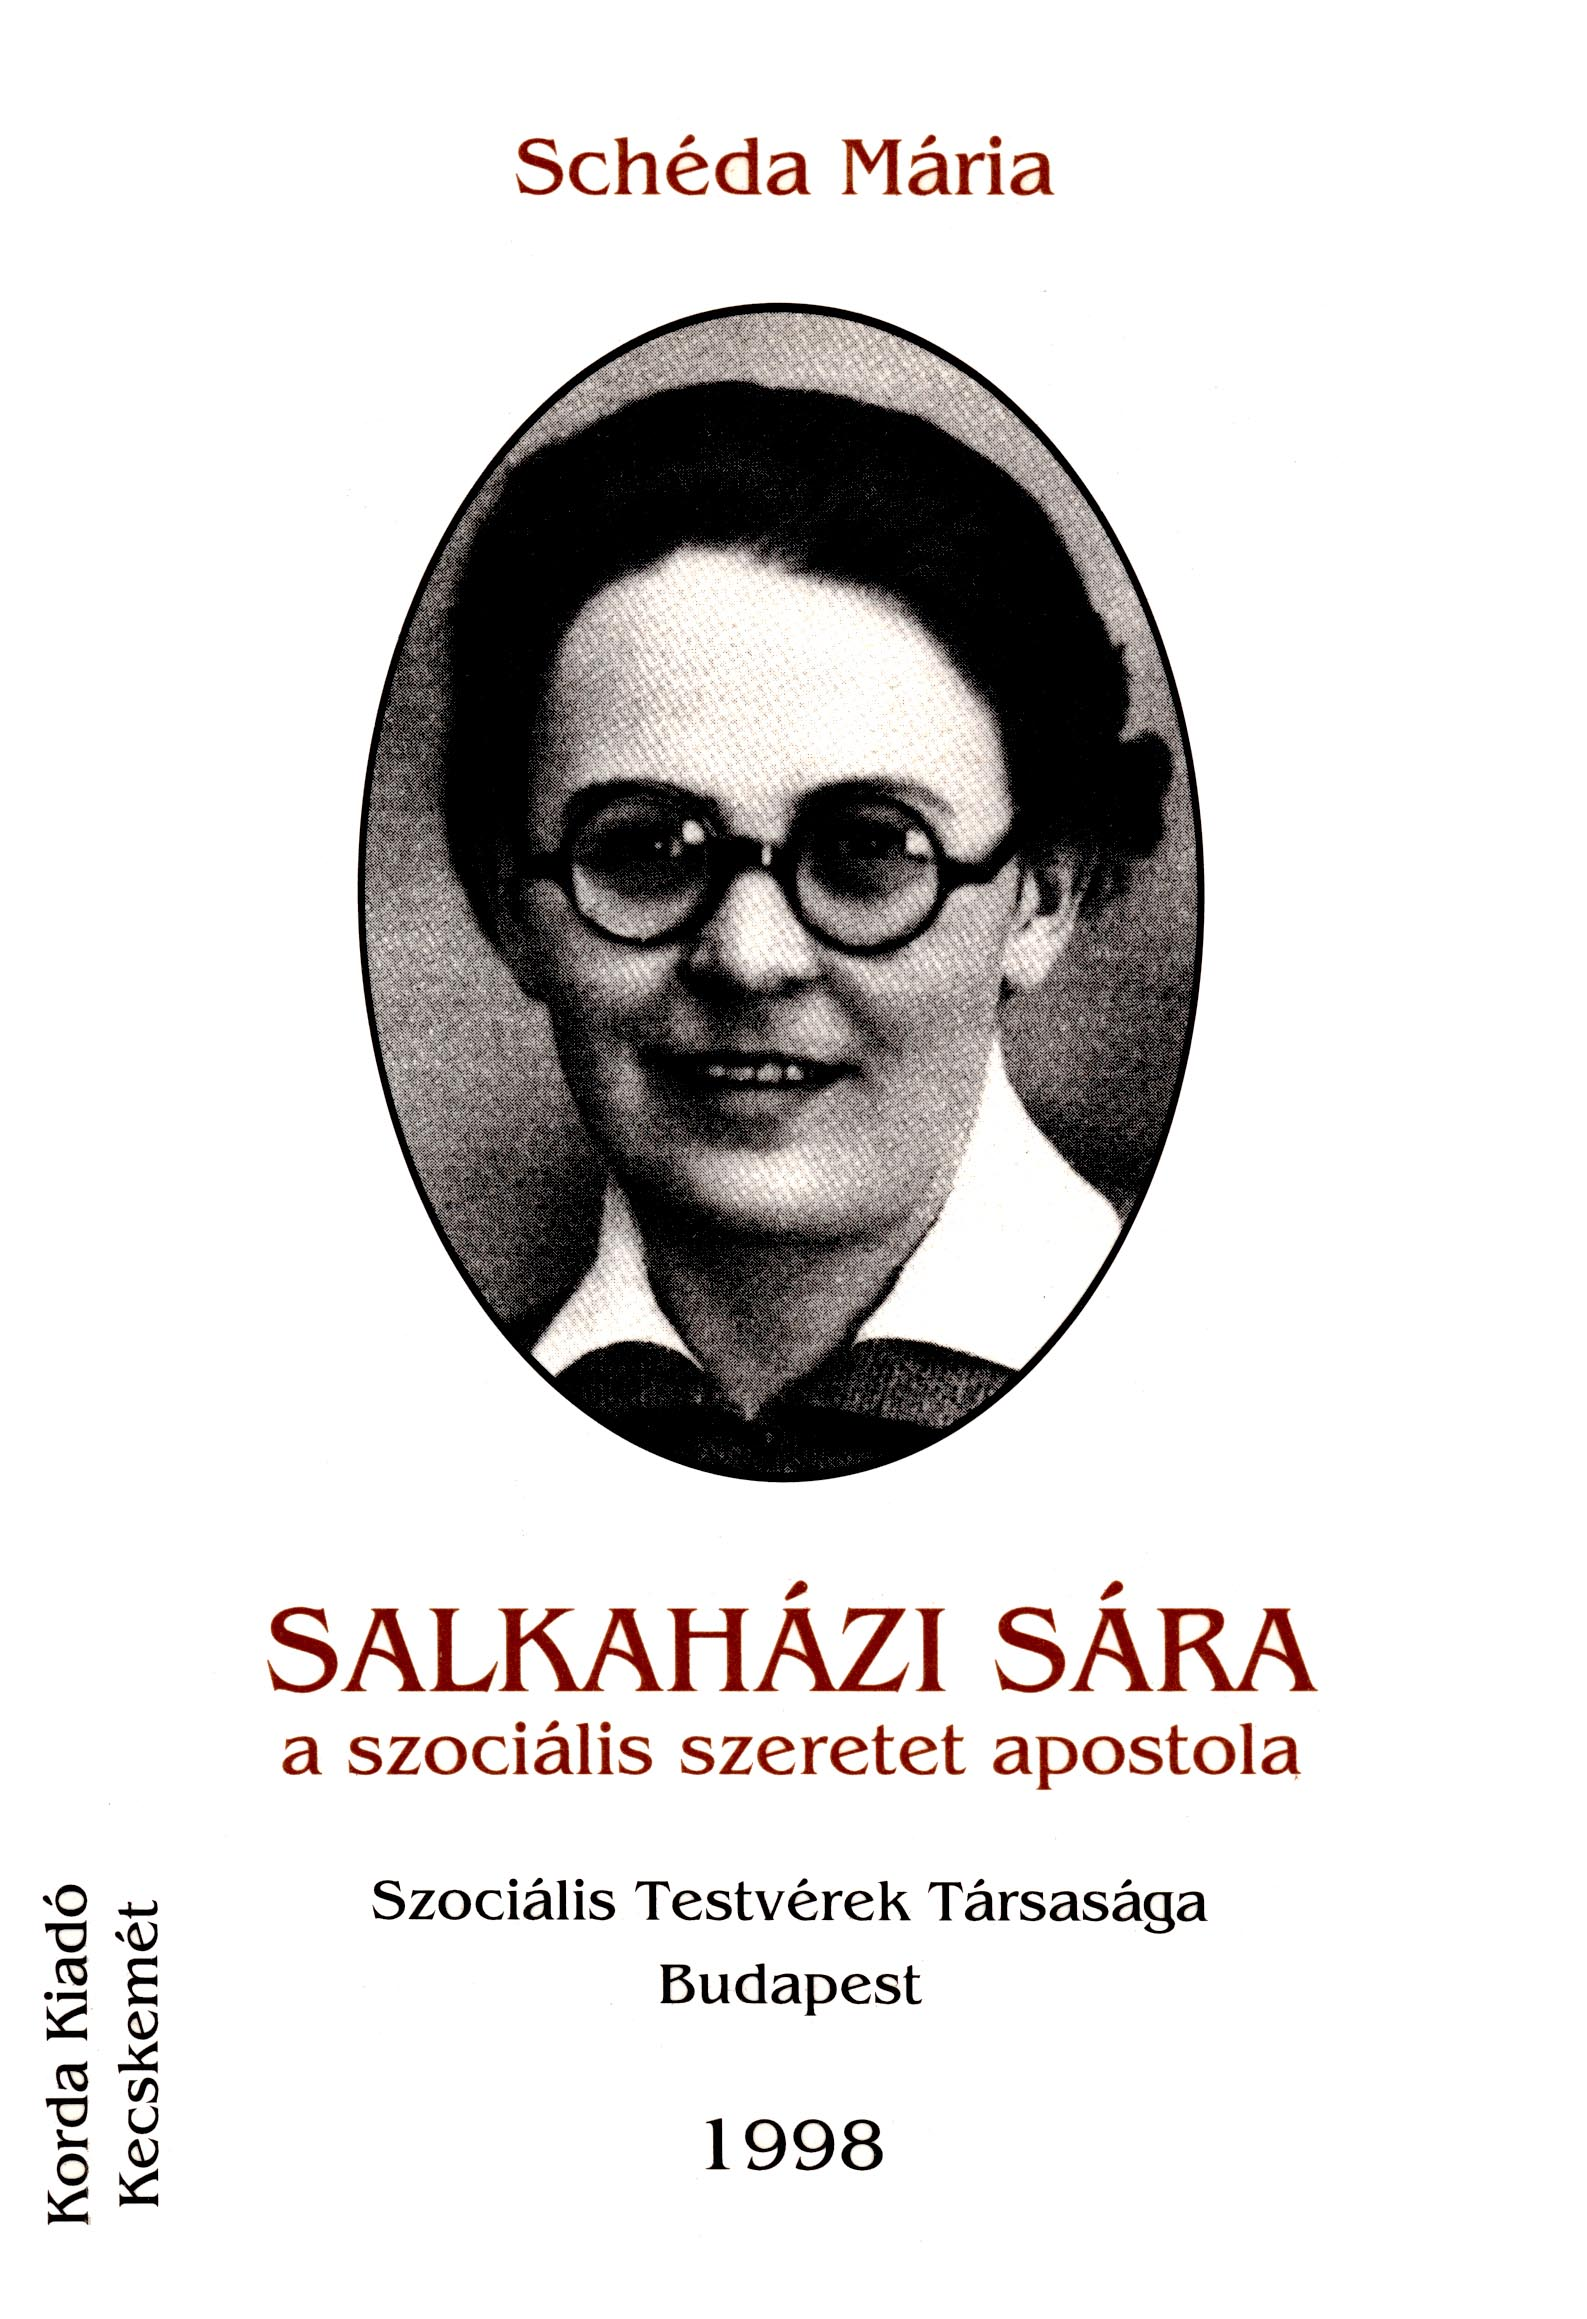 Schéda Mária
SALKAHÁZI SÁRA
a szociális szeretet apostola
Szociális Testvérek Társasága
Budapest
1998
Korda Kiadó
Kecskemét